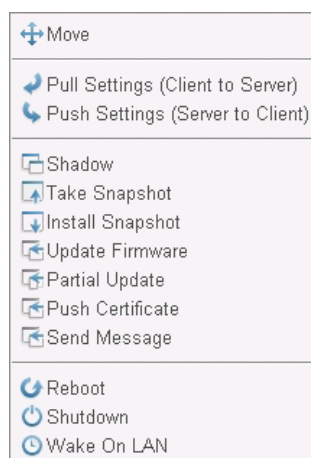 Move
Pull Settings (Client to Server)
Push Settings (Server to Client)
Shadow
Take Snapshot
Install Snapshot
Update Firmware
Partial Update
Push Certificate
Send Message
Reboot
Shutdown
Wake On LAN